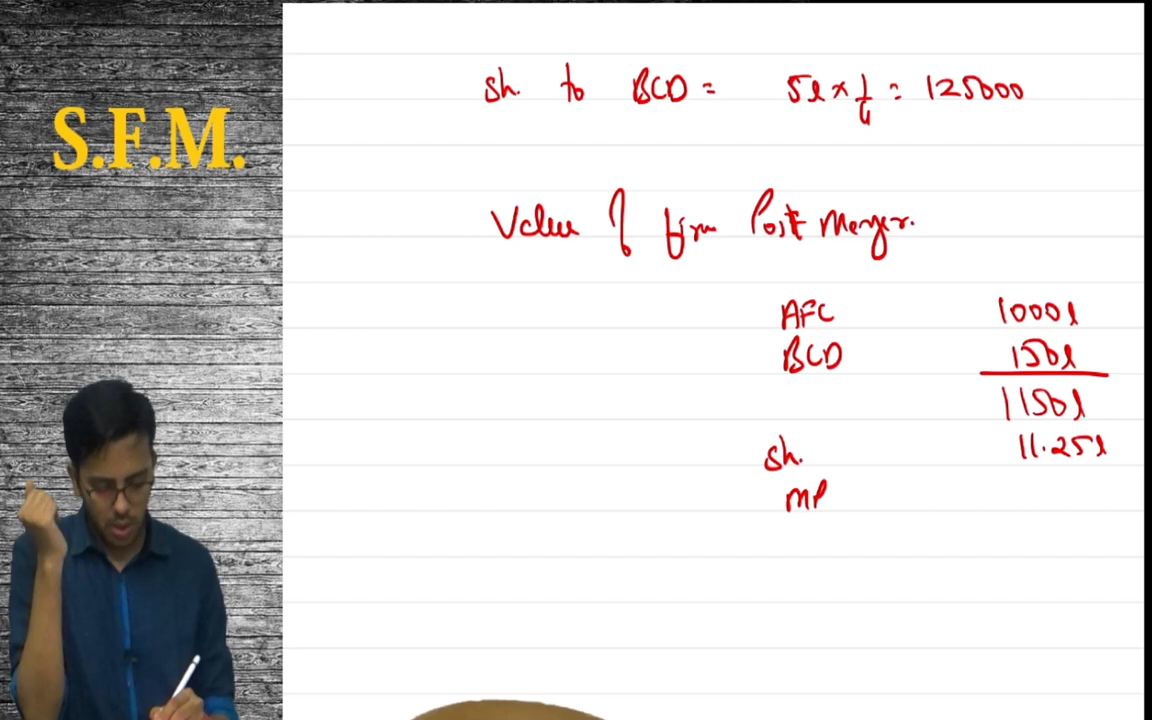 S.F.M.
Sh. to BCD = 5l × 1/4 = 125000
Value of firm Post Merger.
AFC 1000l
BCD 150l
1150l
Sh. 11.25l
MP